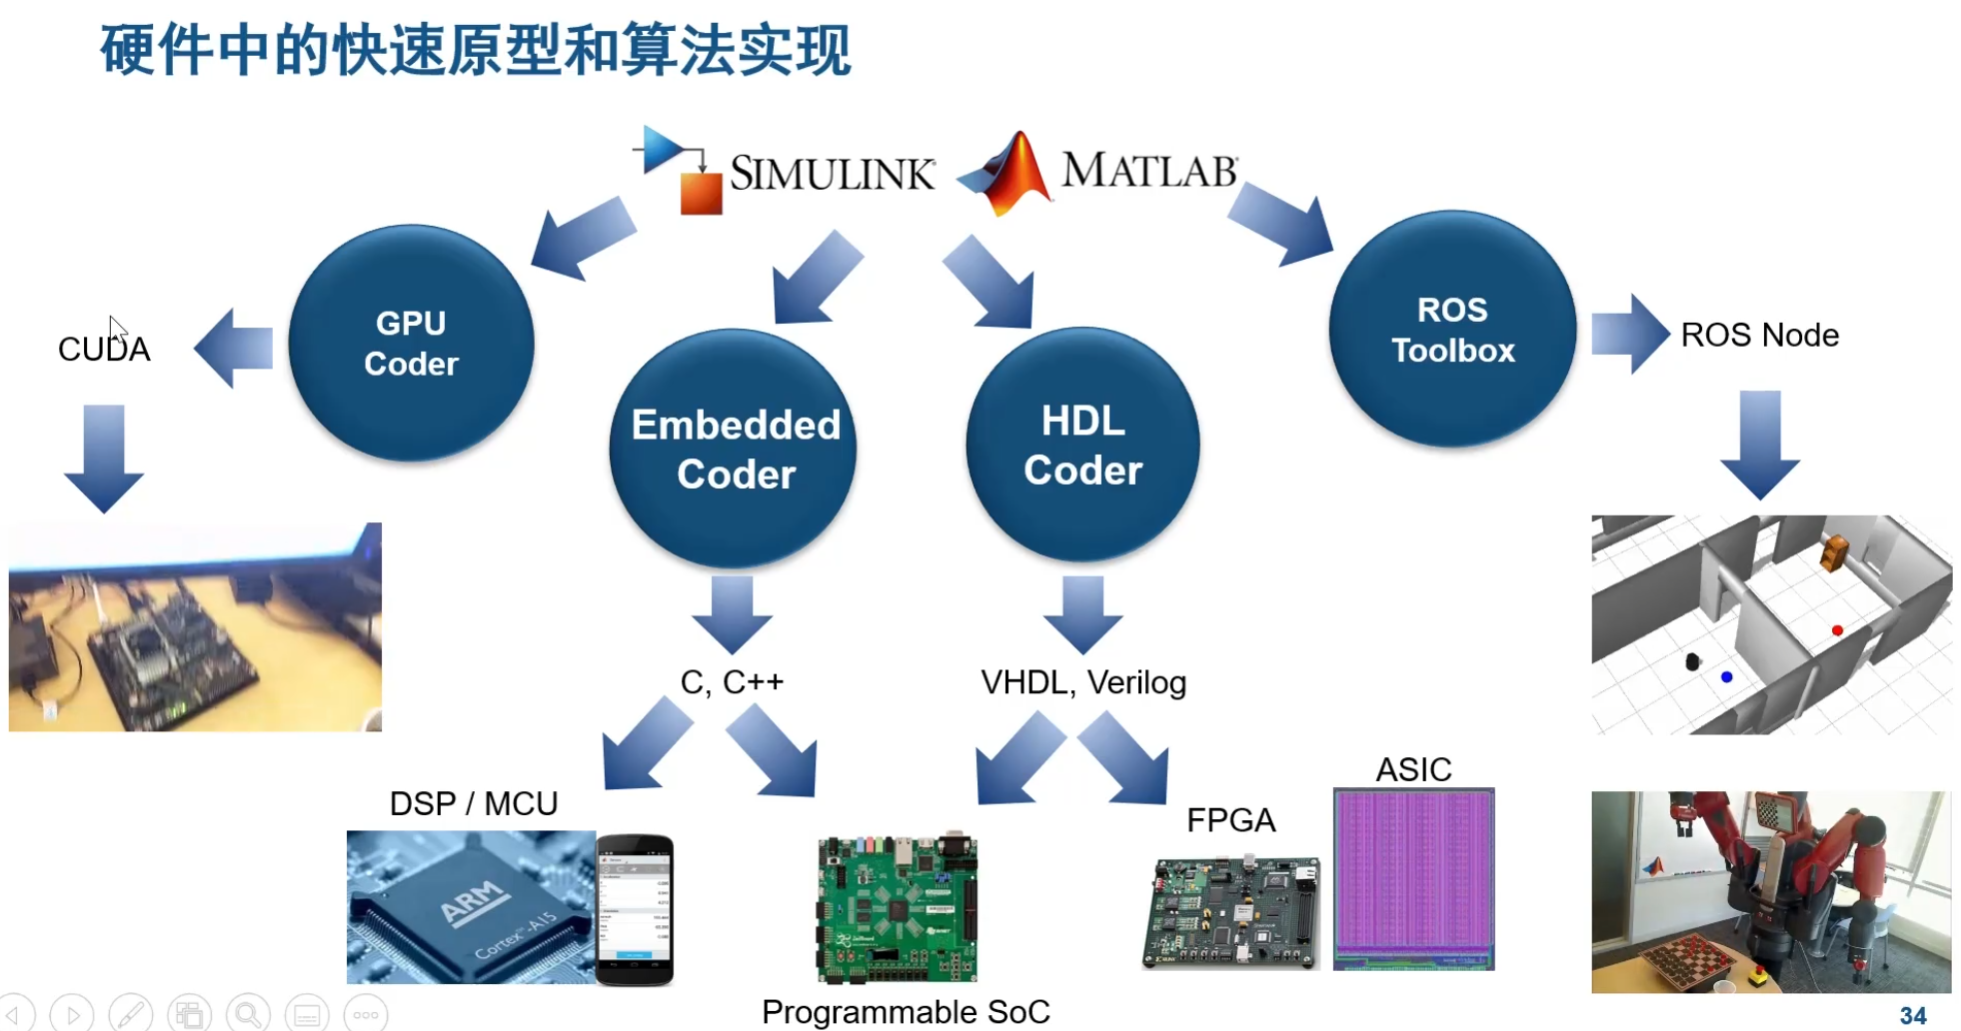 硬件中的快速原型和算法实现
SIMULINK
MATLAB
GPU
Coder
Embedded
Coder
HDL
Coder
ROS
Toolbox
CUDA
ROS Node
C, C++
VHDL, Verilog
DSP / MCU
ARM
Cortex-A15
Programmable SoC
FPGA
ASIC
34